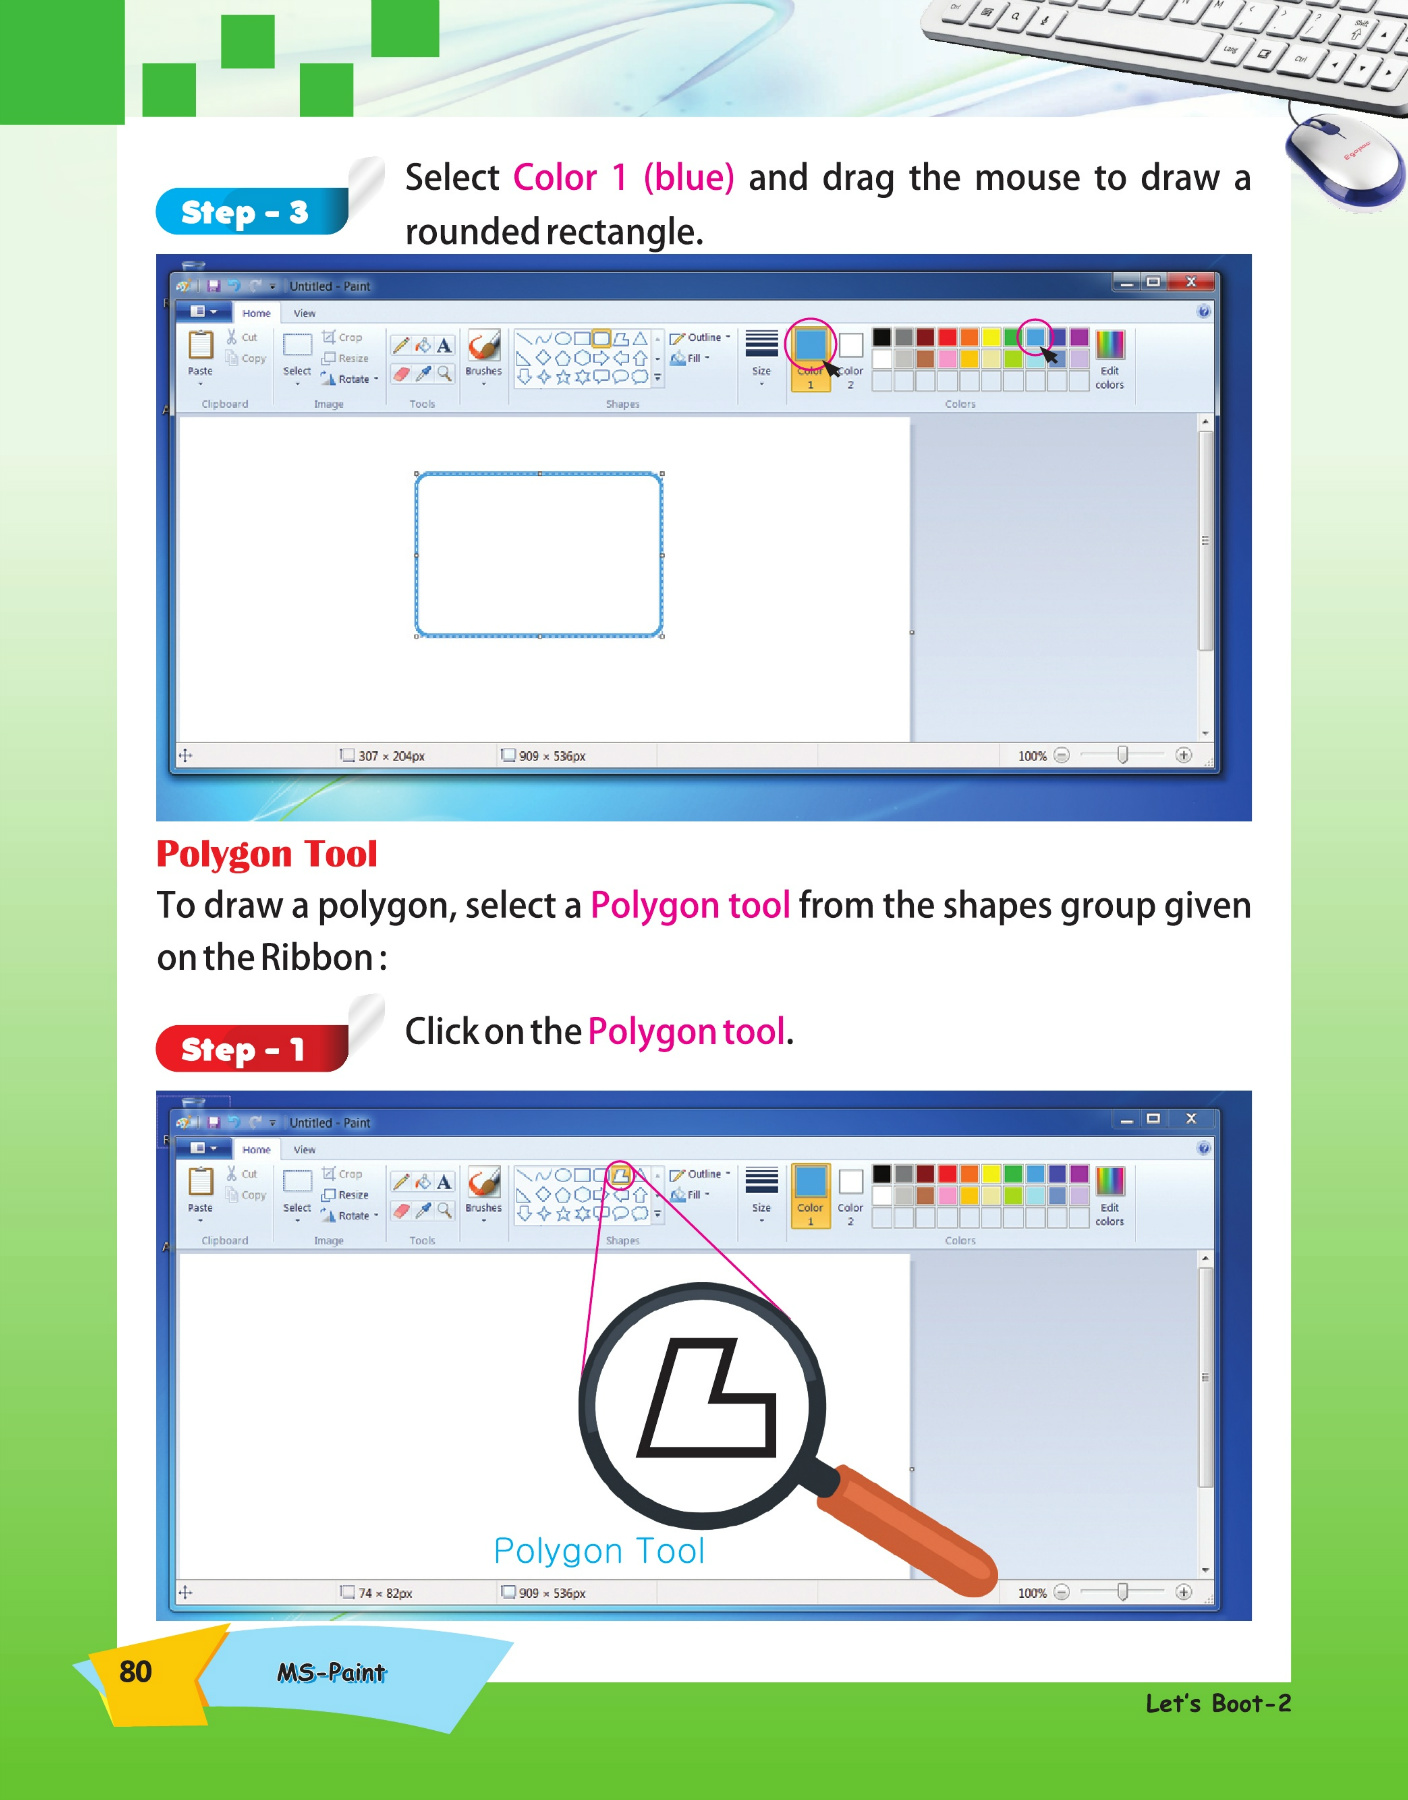 Step - 3
Select Color 1 (blue) and drag the mouse to draw a
rounded rectangle.
Untitled - Paint
Home View
Paste
Cut
Copy
Clipboard
Select
Crop
Resize
Rotate
Image
Tools
Brushes
Shapes
Outline
Fill
Size
Color
1
Color
2
Colors
Edit
colors
307 × 204px
909 × 536px
100%
Polygon Tool
To draw a polygon, select a Polygon tool from the shapes group given
on the Ribbon :
Step - 1
Click on the Polygon tool.
Untitled - Paint
Home View
Paste
Cut
Copy
Clipboard
Select
Crop
Resize
Rotate
Image
Tools
Brushes
Shapes
Outline
Fill
Size
Color
1
Color
2
Colors
Edit
colors
Polygon Tool
74 × 82px
909 × 536px
100%
80
MS-Paint
Let's Boot-2